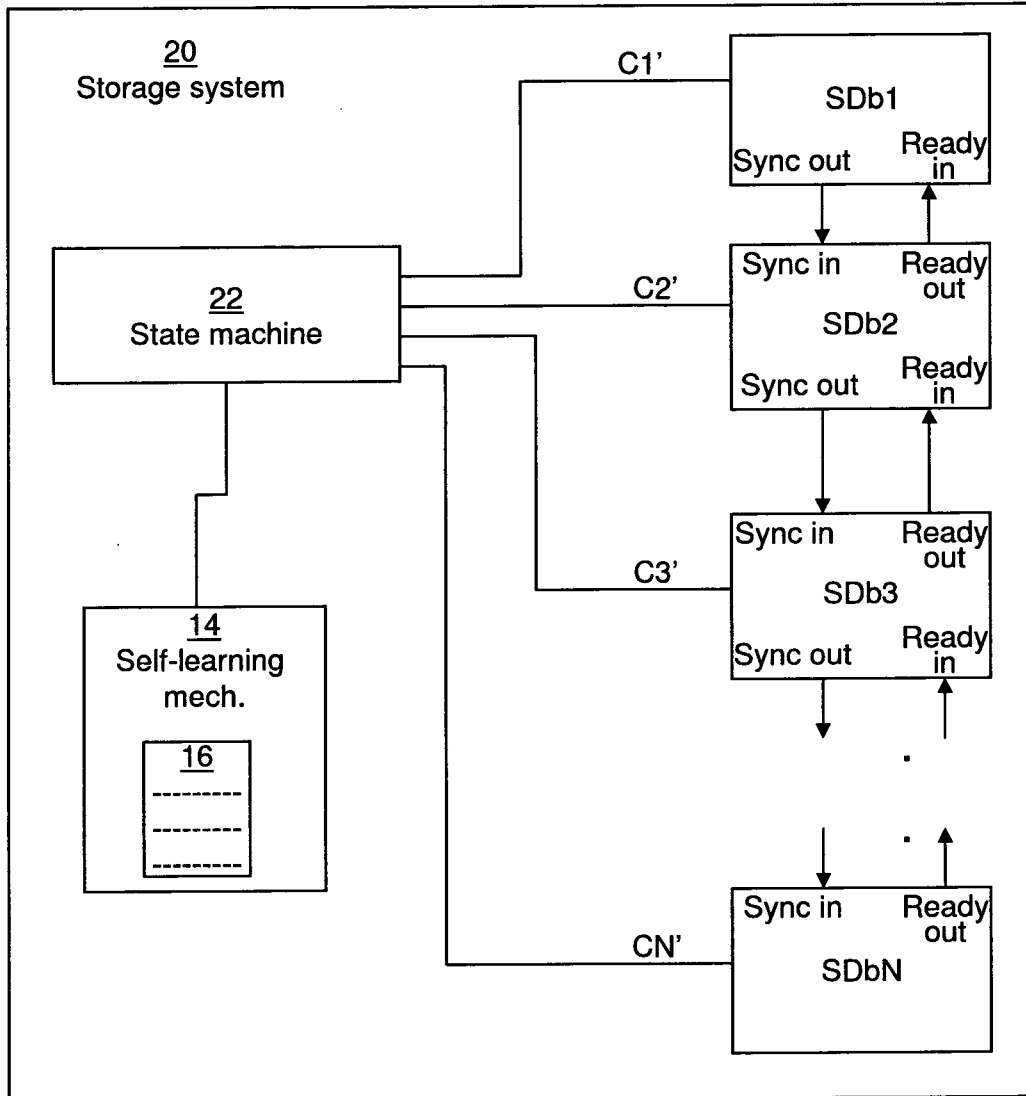 20
Storage system
C1'
SDb1
Sync out
Ready
in
22
State machine
C2'
Sync in
Ready
out
SDb2
Sync out
Ready
in
C3'
Sync in
Ready
out
SDb3
Sync out
Ready
in
14
Self-learning
mech.
16
CN'
Sync in
Ready
out
SDbN